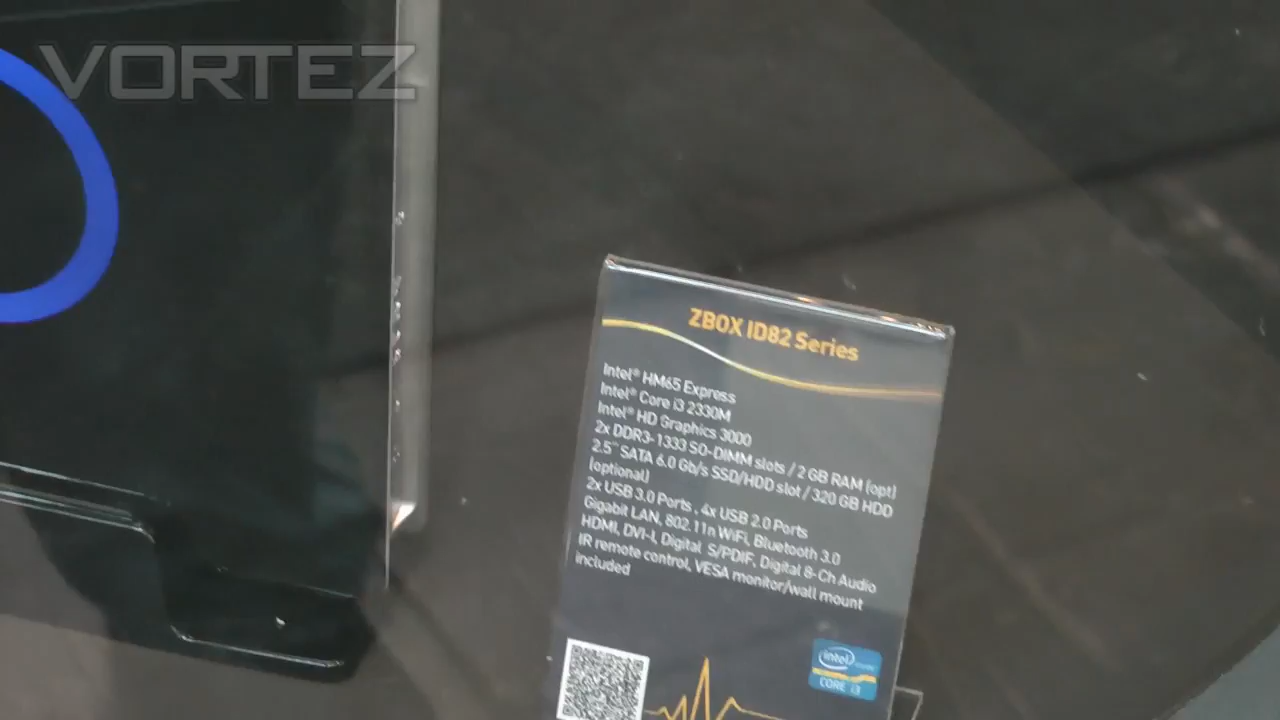 VORTEZ
ZBOX ID82 Series
Intel® HM65 Express
Intel® Core i3 2330M
Intel® HD Graphics 3000
2x DDR3-1333 SO-DIMM slots / 2 GB RAM (opt)
2.5" SATA 6.0 Gb/s SSD/HDD slot / 320 GB HDD
(optional)
2x USB 3.0 Ports , 4x USB 2.0 Ports
Gigabit LAN, 802.11n WiFi, Bluetooth 3.0
HDMI, DVI-I, Digital S/PDIF, Digital 8-Ch Audio
IR remote control, VESA monitor/wall mount
included
intel
CORE i3